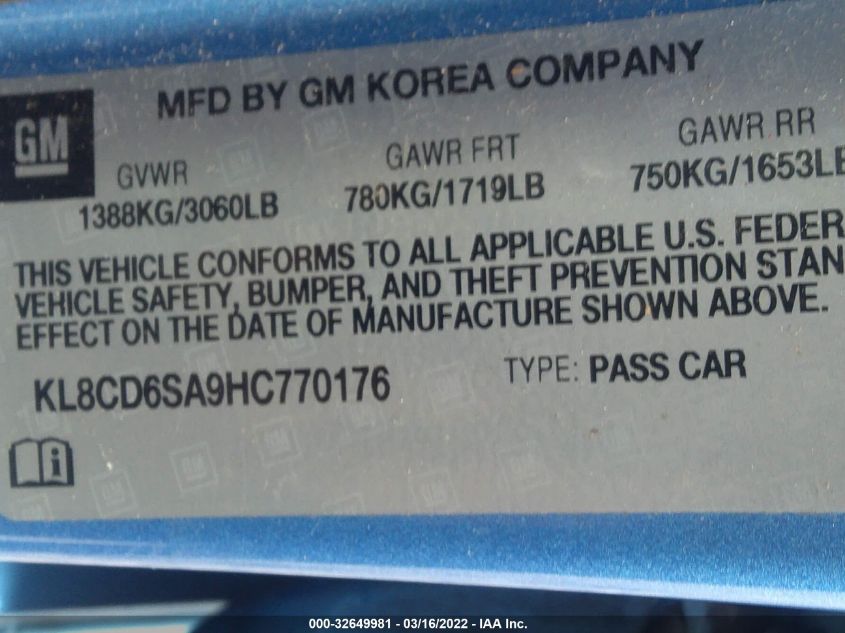 MFD BY GM KOREA COMPANY
GM
GVWR GAWR FRT GAWR RR
1388KG/3060LB 780KG/1719LB 750KG/1653LB
THIS VEHICLE CONFORMS TO ALL APPLICABLE U.S. FEDER
VEHICLE SAFETY, BUMPER, AND THEFT PREVENTION STAN
EFFECT ON THE DATE OF MANUFACTURE SHOWN ABOVE.
KL8CD6SA9HC770176 TYPE: PASS CAR
i
000-32649981 - 03/16/2022 - IAA Inc.